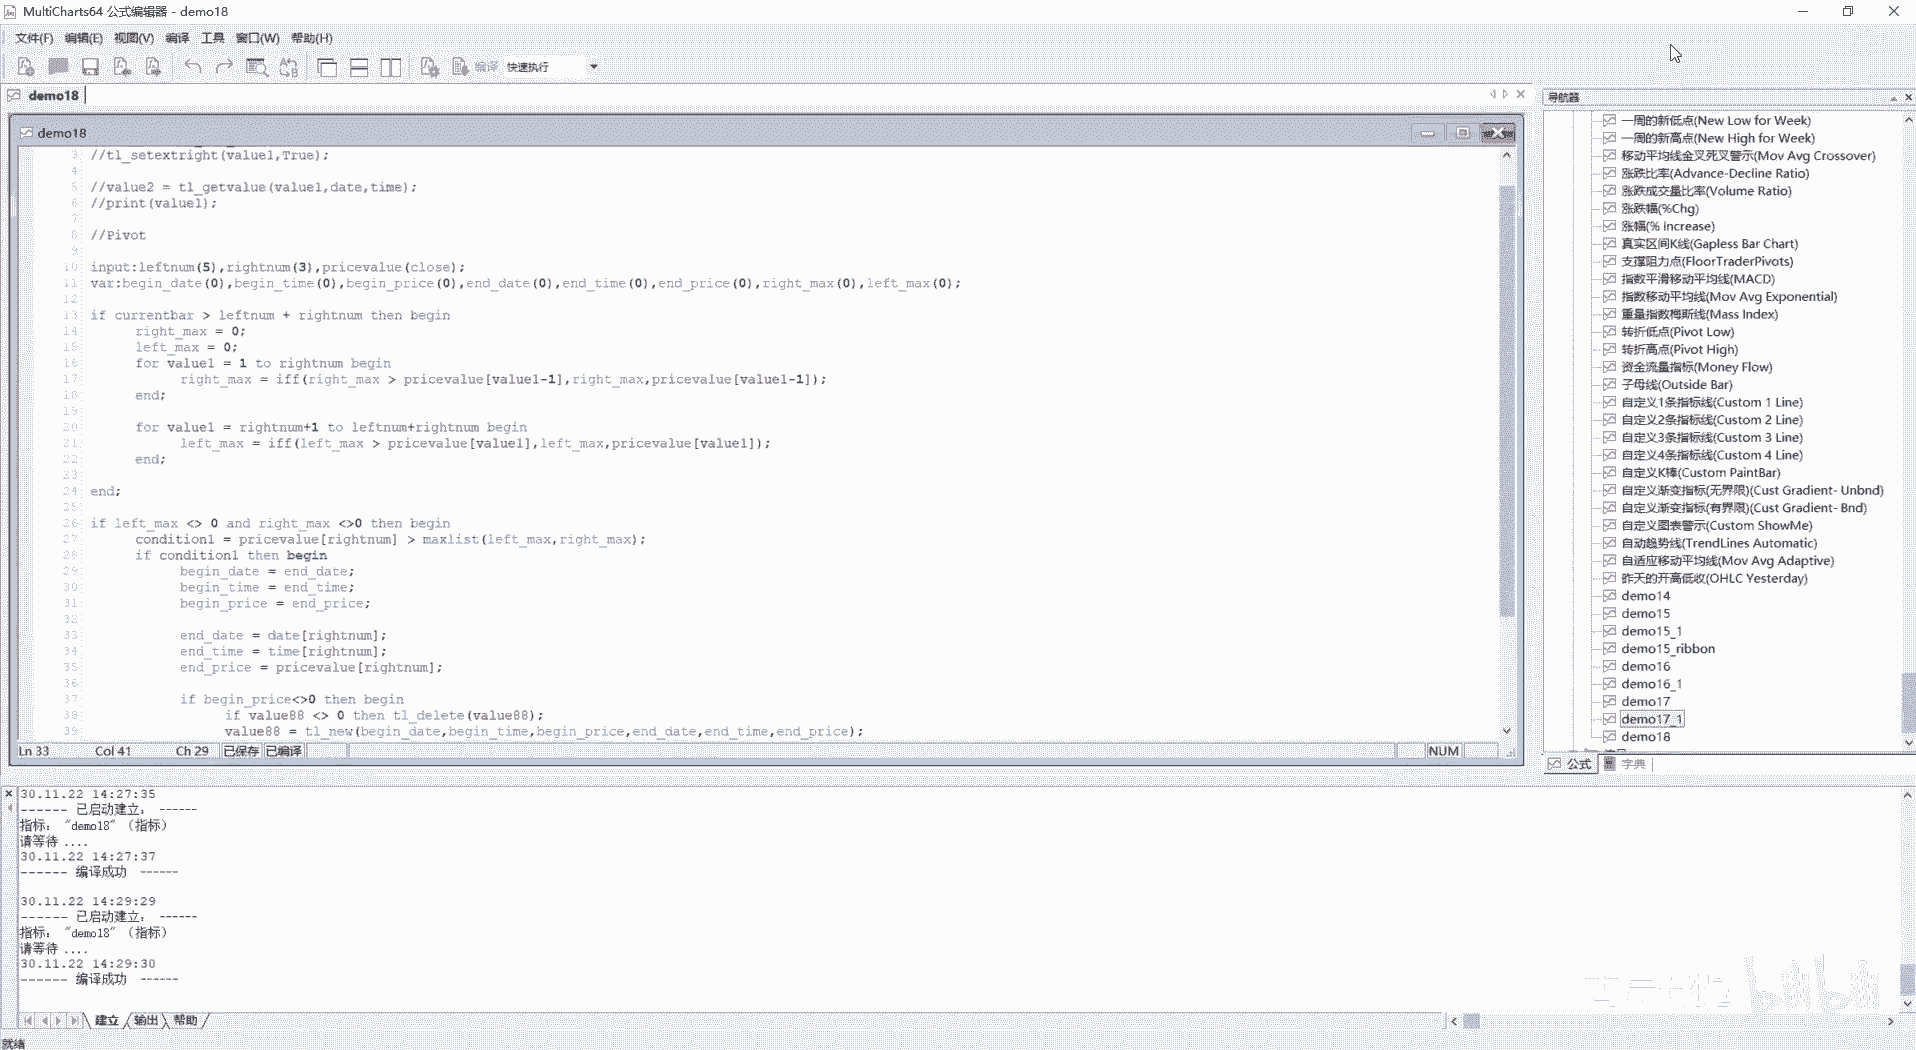 MultiCharts64 公式编辑器 - demo18
文件(F) 编辑(E) 视图(V) 编译 工具 窗口(W) 帮助(H)
编译 快速执行
demo18
demo18
3 //tl_setextright(value1,True);
4
5 //value2 = tl_getvalue(value1,date,time);
6 //print(value1);
7
8 //Pivot
9
10 input:leftnum(5),rightnum(3),pricevalue(close);
11 var:begin_date(0),begin_time(0),begin_price(0),end_date(0),end_time(0),end_price(0),right_max(0),left_max(0);
12
13 if currentbar > leftnum + rightnum then begin
14 right_max = 0;
15 left_max = 0;
16 for value1 = 1 to rightnum begin
17 right_max = iff(right_max > pricevalue[value1-1],right_max,pricevalue[value1-1]);
18 end;
19
20 for value1 = rightnum+1 to leftnum+rightnum begin
21 left_max = iff(left_max > pricevalue[value1],left_max,pricevalue[value1]);
22 end;
23
24 end;
25
26 if left_max <> 0 and right_max <>0 then begin
27 condition1 = pricevalue[rightnum] > maxlist(left_max,right_max);
28 if condition1 then begin
29 begin_date = end_date;
30 begin_time = end_time;
31 begin_price = end_price;
32
33 end_date = date[rightnum];
34 end_time = time[rightnum];
35 end_price = pricevalue[rightnum];
36
37 if begin_price<>0 then begin
38 if value88 <> 0 then tl_delete(value88);
39 value88 = tl_new(begin_date,begin_time,begin_price,end_date,end_time,end_price);
Ln 33 Col 41 Ch 29 已保存 已编译 NUM
导航器
一周的新低点(New Low for Week)
一周的新高点(New High for Week)
移动平均线金叉死叉警示(Mov Avg Crossover)
涨跌比率(Advance-Decline Ratio)
涨跌成交量比率(Volume Ratio)
涨跌幅(%Chg)
涨幅(% Increase)
真实区间K线(Gapless Bar Chart)
支撑阻力点(FloorTraderPivots)
指数平滑移动平均线(MACD)
指数移动平均线(Mov Avg Exponential)
重量指数梅斯线(Mass Index)
转折低点(Pivot Low)
转折高点(Pivot High)
资金流量指标(Money Flow)
子母线(Outside Bar)
自定义1条指标线(Custom 1 Line)
自定义2条指标线(Custom 2 Line)
自定义3条指标线(Custom 3 Line)
自定义4条指标线(Custom 4 Line)
自定义K棒(Custom PaintBar)
自定义渐变指标(无界限)(Cust Gradient- Unbnd)
自定义渐变指标(有界限)(Cust Gradient- Bnd)
自定义图表警示(Custom ShowMe)
自动趋势线(TrendLines Automatic)
自适应移动平均线(Mov Avg Adaptive)
昨天的开高低收(OHLC Yesterday)
demo14
demo15
demo15_1
demo15_ribbon
demo16
demo16_1
demo17
demo17_1
demo18
公式 字典
30.11.22 14:27:35
------ 已启动建立: ------
指标: "demo18" (指标)
请等待 ....
30.11.22 14:27:37
------ 编译成功 ------
30.11.22 14:29:29
------ 已启动建立: ------
指标: "demo18" (指标)
请等待 ....
30.11.22 14:29:30
------ 编译成功 ------
建立 输出 帮助
就绪